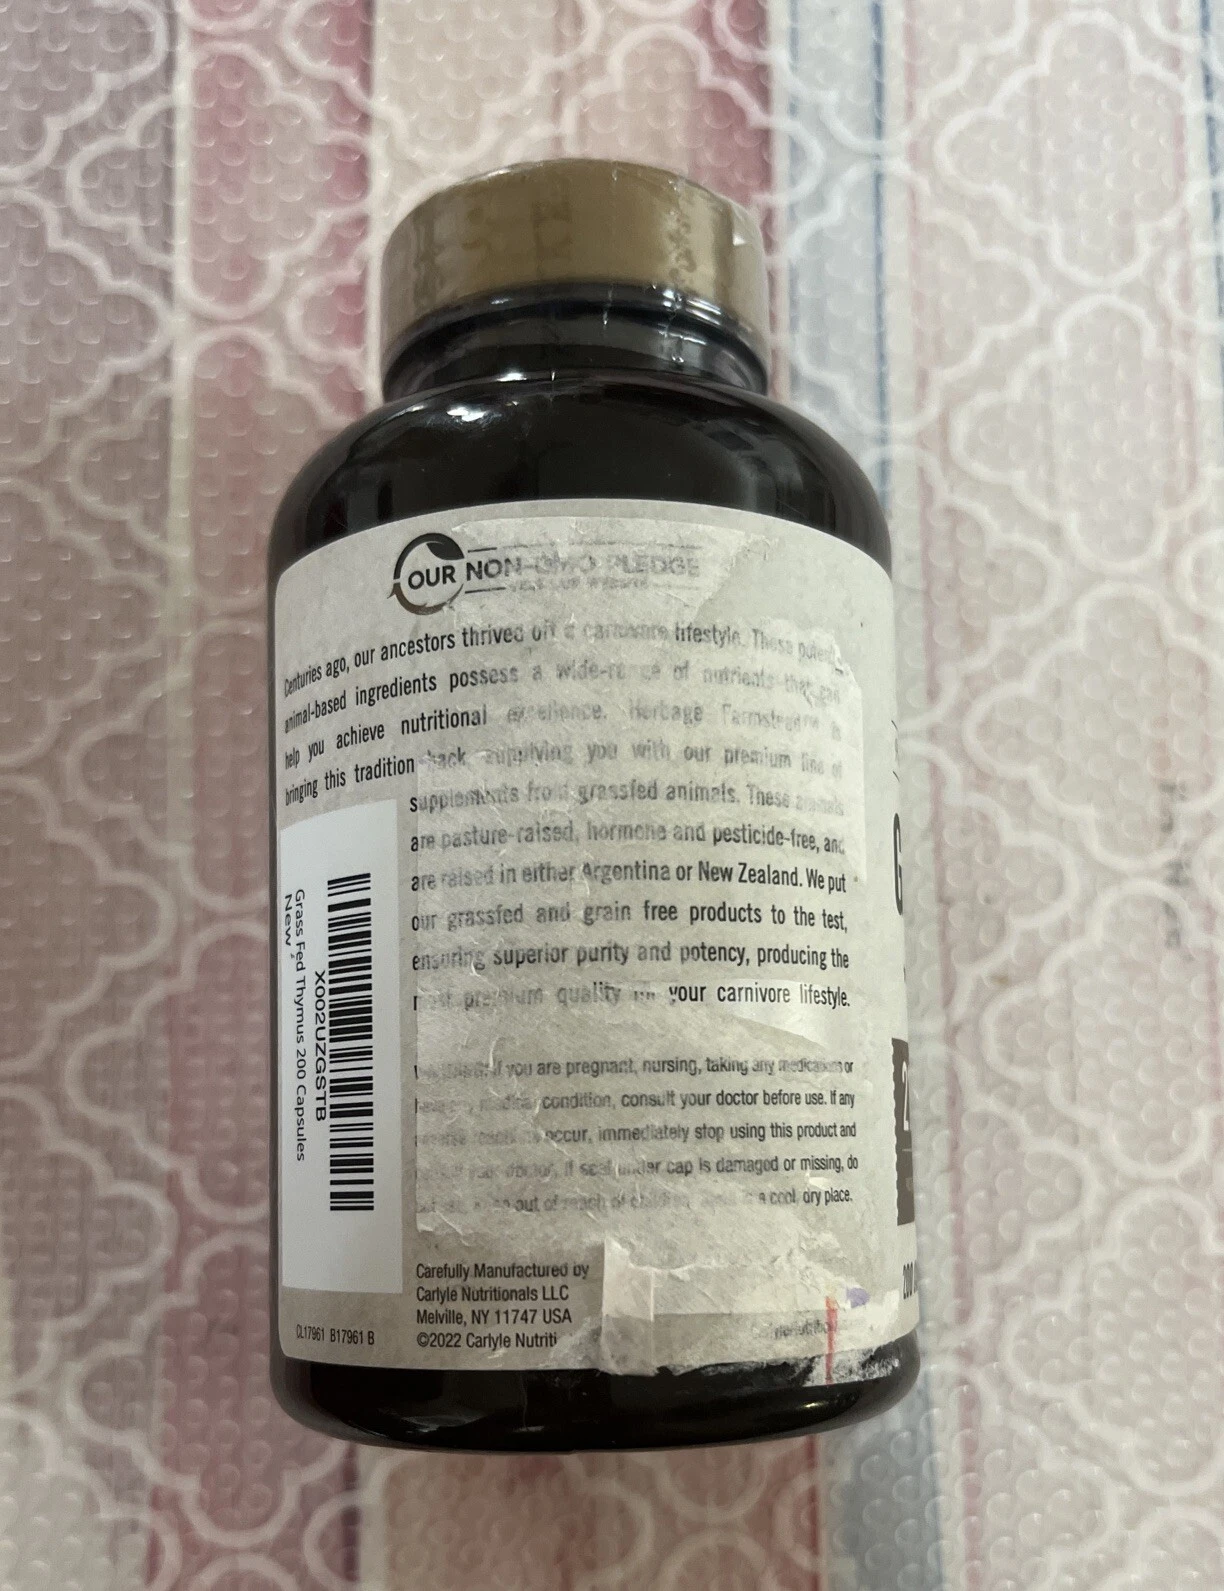 OUR NON-GMO PLEDGE
Centuries ago, our ancestors thrived off a carnivore lifestyle. These potent
animal-based ingredients possess a wide-range of nutrients that can
help you achieve nutritional excellence. Herbage Farmstead is
bringing this tradition back supplying you with our premium line of
supplements from grassfed animals. These animals
are pasture-raised, hormone and pesticide-free, and
are raised in either Argentina or New Zealand. We put
our grassfed and grain free products to the test,
ensuring superior purity and potency, producing the
most premium quality for your carnivore lifestyle.
if you are pregnant, nursing, taking any medications or
medical condition, consult your doctor before use. If any
occur, immediately stop using this product and
your doctor. if seal under cap is damaged or missing, do
out of reach of children. a cool, dry place.
Carefully Manufactured by
Carlyle Nutritionals LLC
Melville, NY 11747 USA
©2022 Carlyle Nutriti
CL17961 B17961 B
X002UZGSTB
Grass Fed Thymus 200 Capsules
New
G
2
200